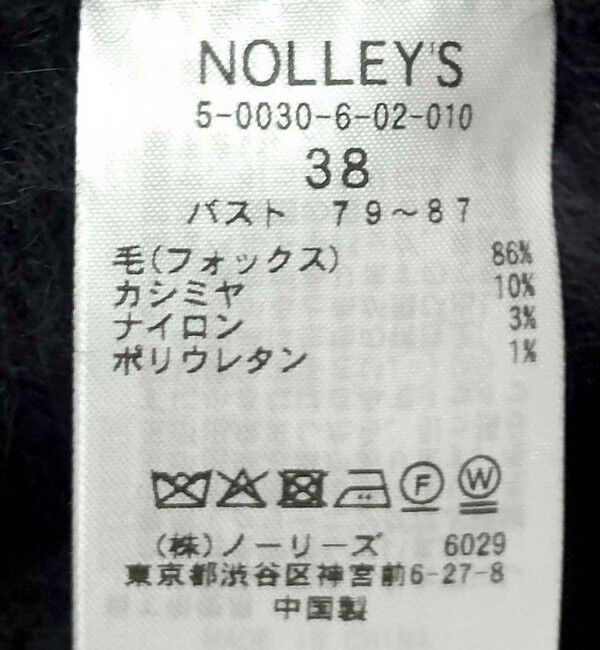 NOLLEY'S
5-0030-6-02-010
38
バスト 79～87
毛(フォックス) 86%
カシミヤ 10%
ナイロン 3%
ポリウレタン 1%
F W
(株)ノーリーズ 6029
東京都渋谷区神宮前6-27-8
中国製